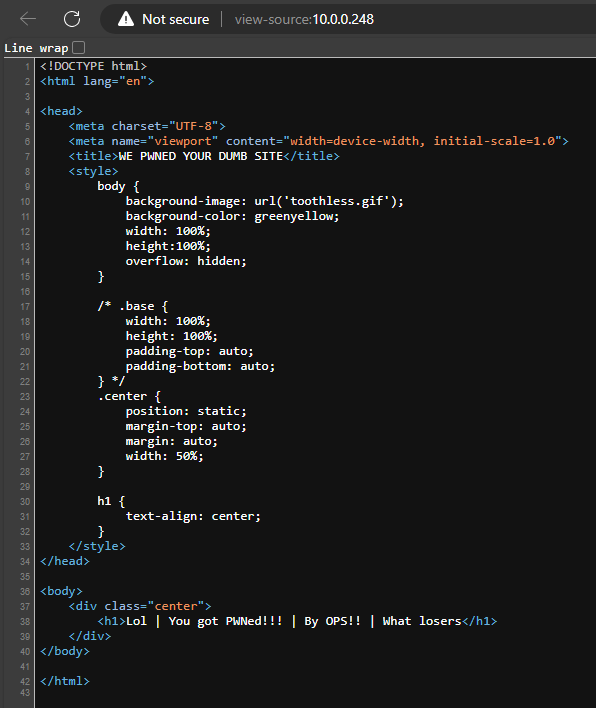 Not secure | view-source:10.0.0.248
Line wrap
1 <!DOCTYPE html>
2 <html lang="en">
3
4 <head>
5     <meta charset="UTF-8">
6     <meta name="viewport" content="width=device-width, initial-scale=1.0">
7     <title>WE PWNED YOUR DUMB SITE</title>
8     <style>
9         body {
10             background-image: url('toothless.gif');
11             background-color: greenyellow;
12             width: 100%;
13             height:100%;
14             overflow: hidden;
15         }
16
17         /* .base {
18             width: 100%;
19             height: 100%;
20             padding-top: auto;
21             padding-bottom: auto;
22         } */
23         .center {
24             position: static;
25             margin-top: auto;
26             margin: auto;
27             width: 50%;
28         }
29
30         h1 {
31             text-align: center;
32         }
33     </style>
34 </head>
35
36 <body>
37     <div class="center">
38         <h1>Lol | You got PWNed!!! | By OPS!! | What losers</h1>
39     </div>
40 </body>
41
42 </html>
43